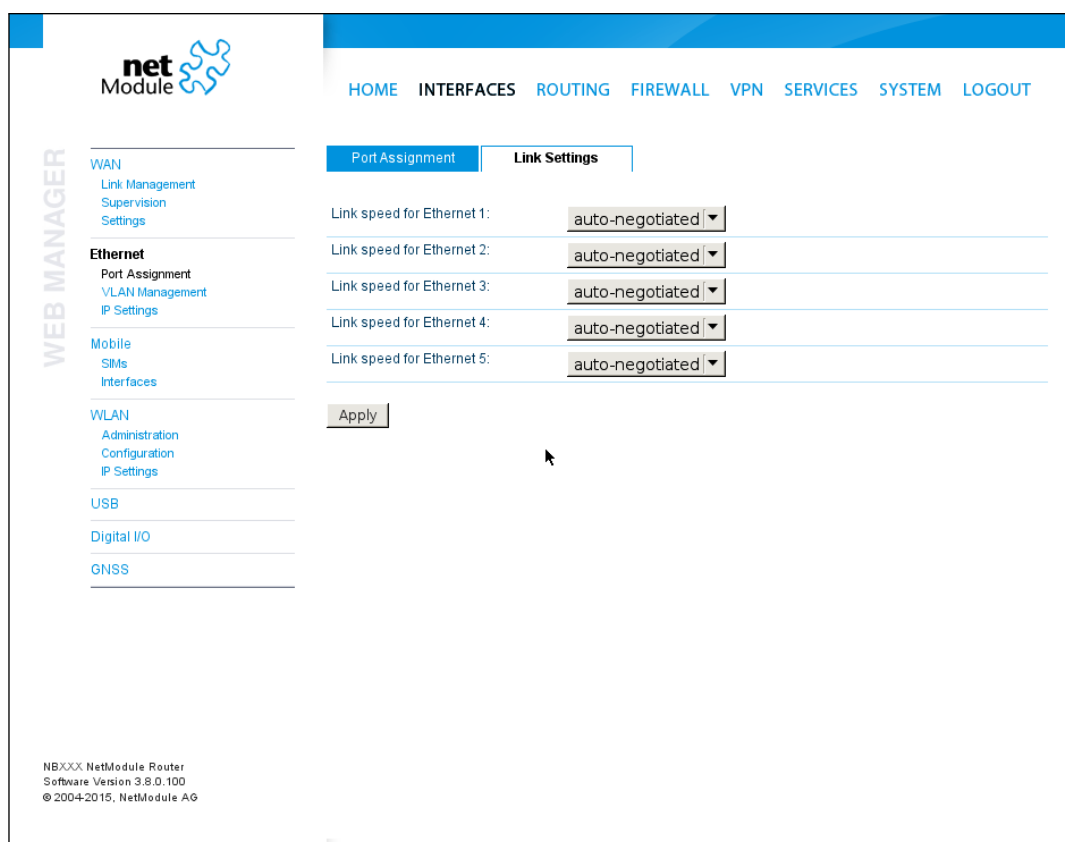 net
Module
HOME INTERFACES ROUTING FIREWALL VPN SERVICES SYSTEM LOGOUT
WEB MANAGER
WAN
Link Management
Supervision
Settings
Ethernet
Port Assignment
VLAN Management
IP Settings
Mobile
SIMs
Interfaces
WLAN
Administration
Configuration
IP Settings
USB
Digital I/O
GNSS
Port Assignment Link Settings
Link speed for Ethernet 1: auto-negotiated
Link speed for Ethernet 2: auto-negotiated
Link speed for Ethernet 3: auto-negotiated
Link speed for Ethernet 4: auto-negotiated
Link speed for Ethernet 5: auto-negotiated
Apply
NBXXX NetModule Router
Software Version 3.8.0.100
© 2004-2015, NetModule AG